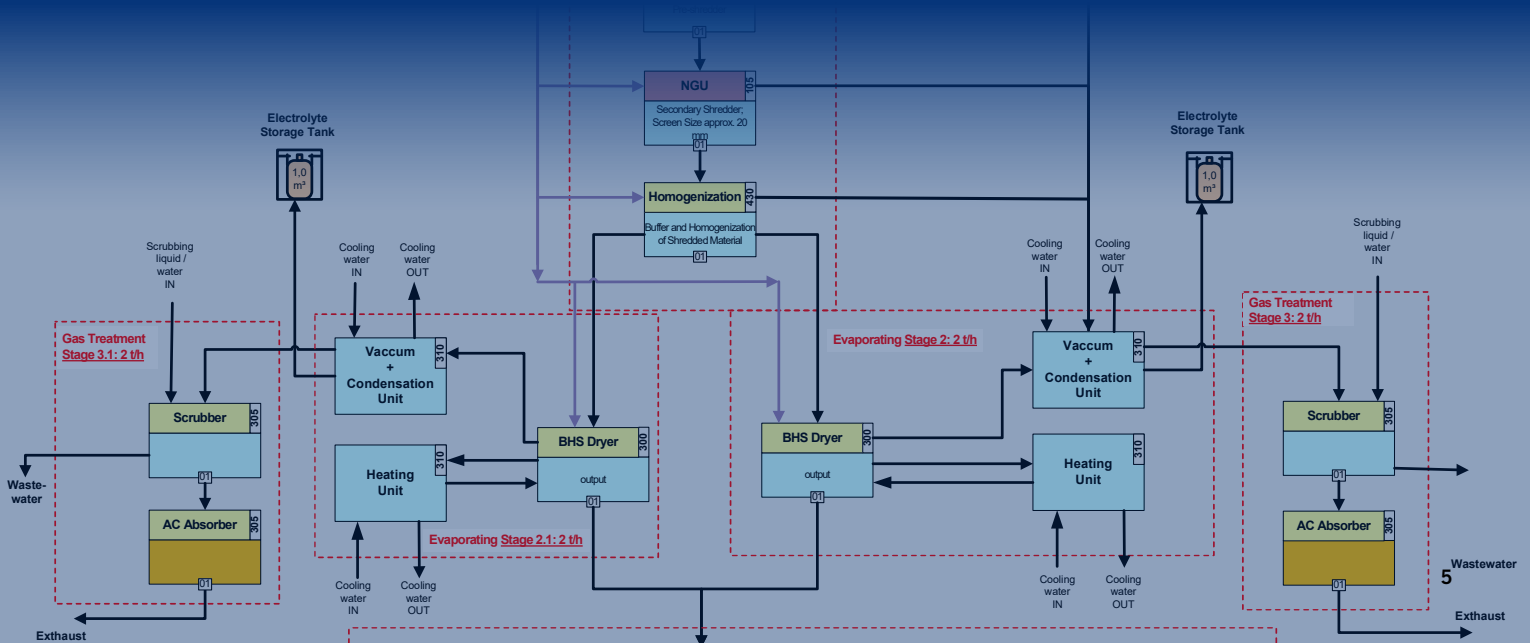 01
NGU
105
Secondary Shredder;
Screen Size approx. 20
mm
01
Electrolyte
Storage Tank
1,0
m³
Electrolyte
Storage Tank
1,0
m³
Homogenization
430
Buffer and Homogenization
of Shredded Material
01
Scrubbing
liquid /
water
IN
Cooling
water
IN
Cooling
water
OUT
Cooling
water
IN
Cooling
water
OUT
Scrubbing
liquid /
water
IN
Gas Treatment
Stage 3.1: 2 t/h
Vaccum
+
Condensation
Unit
310
Evaporating Stage 2: 2 t/h
Vaccum
+
Condensation
Unit
310
Gas Treatment
Stage 3: 2 t/h
Scrubber
305
01
BHS Dryer
300
output
01
BHS Dryer
300
output
01
Scrubber
305
01
Waste-
water
Heating
Unit
310
Heating
Unit
310
AC Absorber
305
01
Evaporating Stage 2.1: 2 t/h
AC Absorber
305
01
Wastewater
5
Cooling
water
IN
Cooling
water
OUT
Cooling
water
IN
Cooling
water
OUT
Exhaust
Exhaust